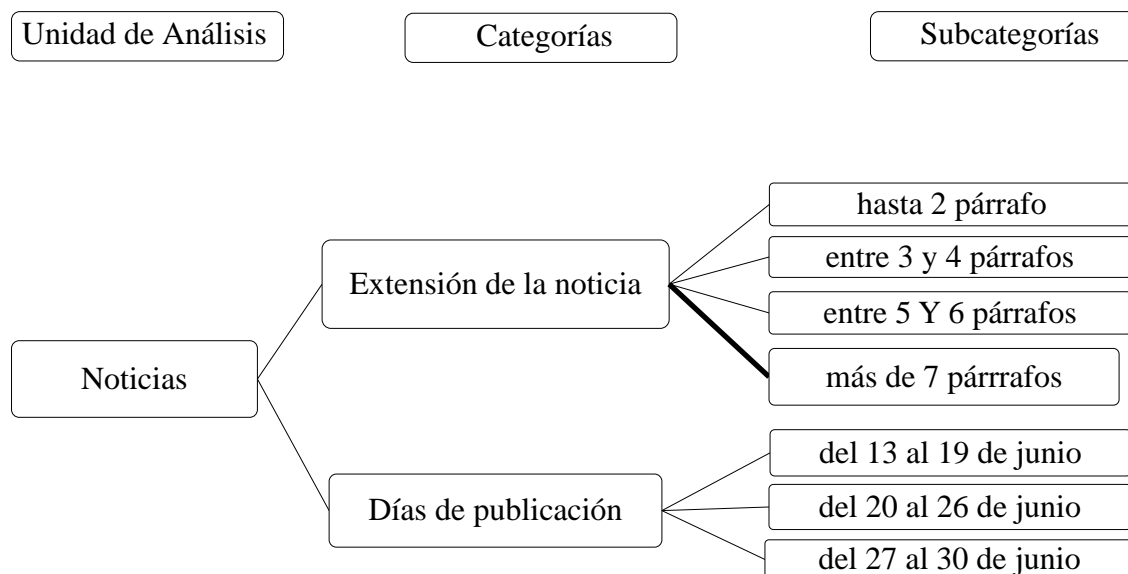 Unidad de Análisis
Categorías
Subcategorías
Noticias
Extensión de la noticia
hasta 2 párrafo
entre 3 y 4 párrafos
entre 5 Y 6 párrafos
más de 7 párrrafos
Días de publicación
del 13 al 19 de junio
del 20 al 26 de junio
del 27 al 30 de junio